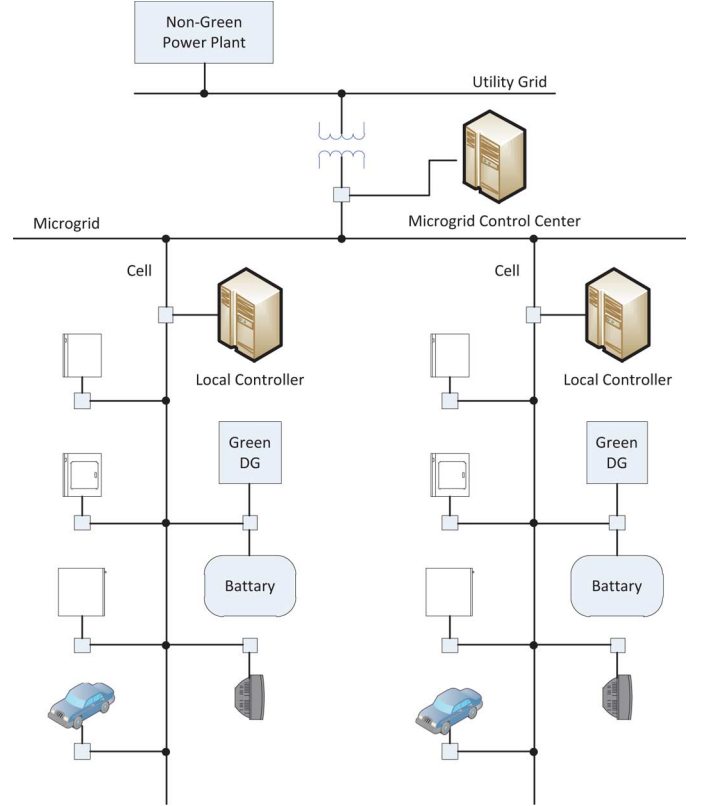 Non-Green
Power Plant
Utility Grid
Microgrid Control Center
Microgrid
Cell
Cell
Local Controller
Local Controller
Green
DG
Green
DG
Battary
Battary